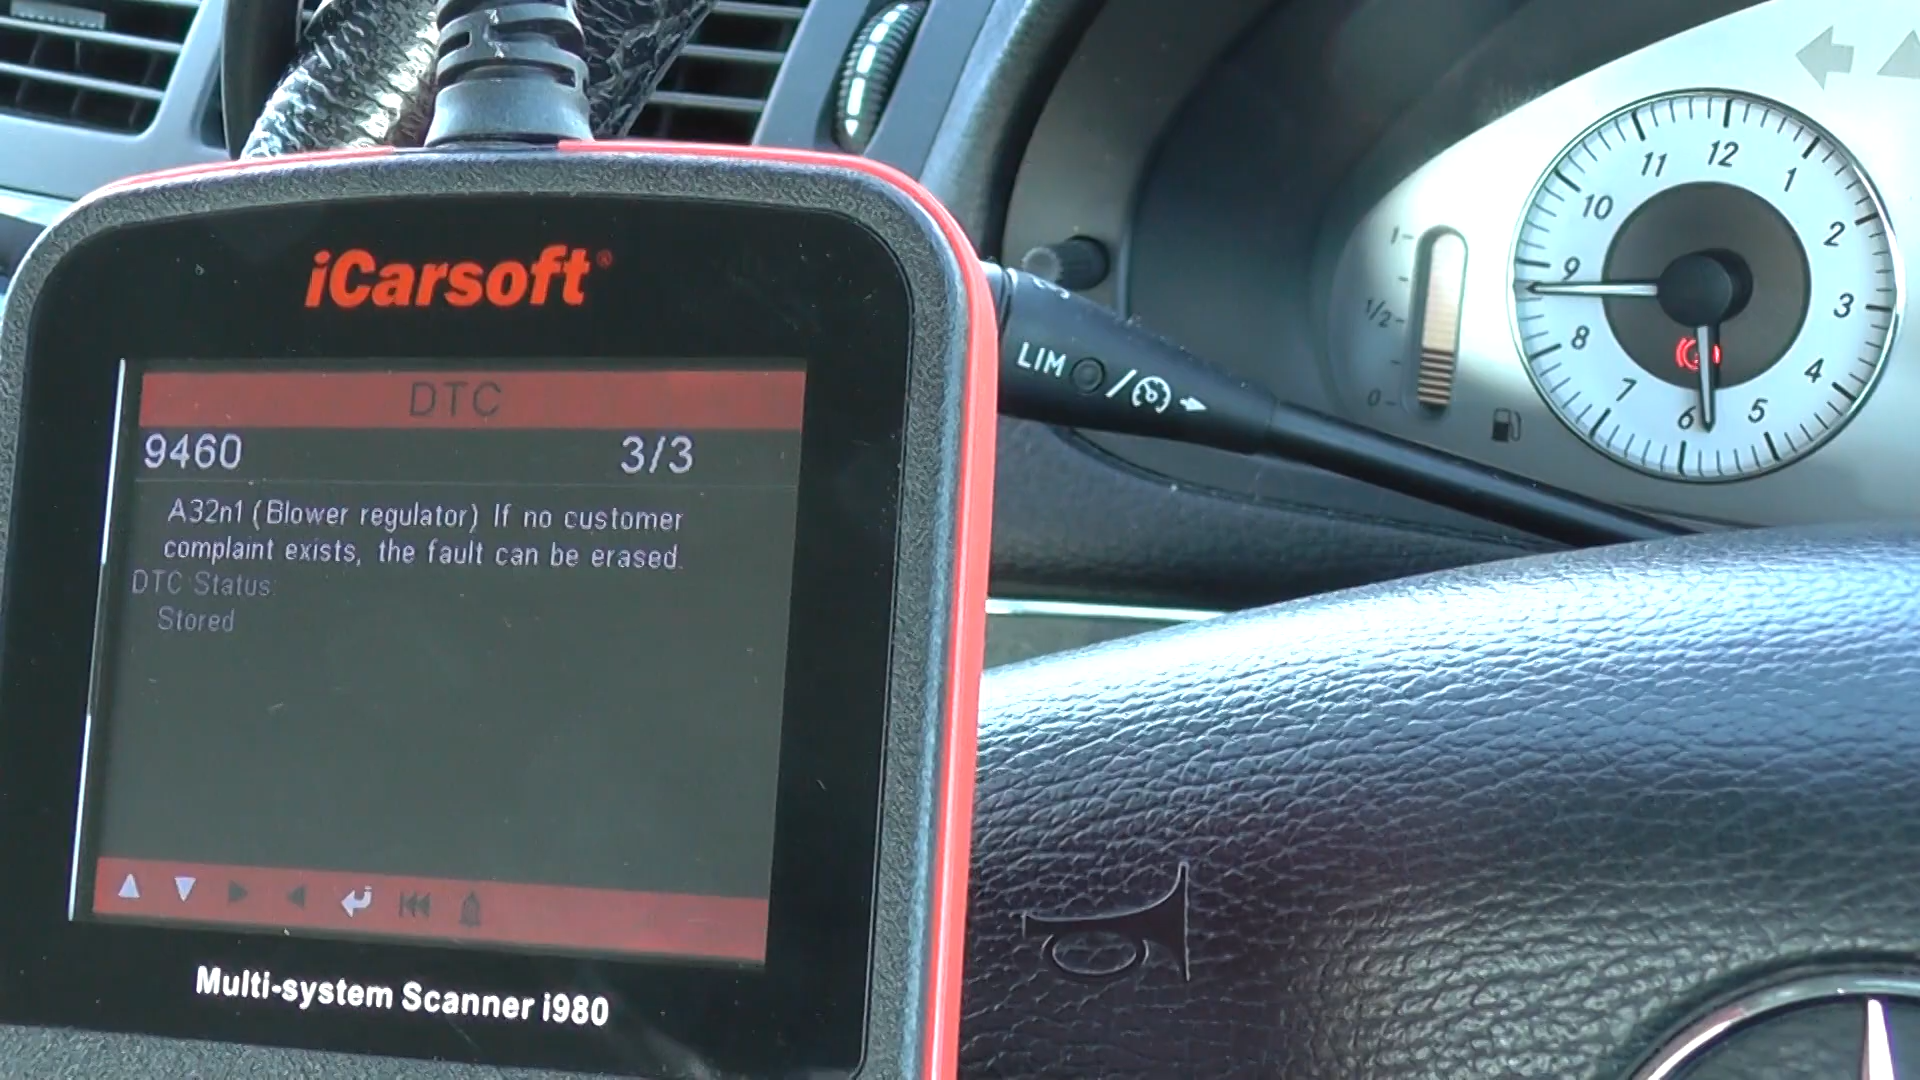 iCarsoft®
DTC
9460 3/3
A32n1 (Blower regulator) If no customer
complaint exists, the fault can be erased.
DTC Status:
Stored
Multi-system Scanner i980
LIM
1
1/2
0
12
1
2
3
4
5
6
7
8
9
10
11